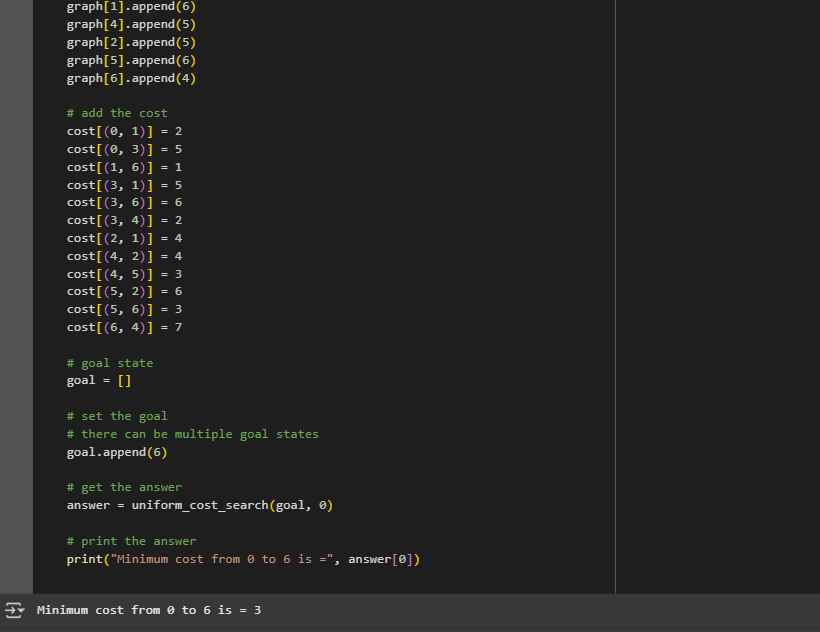 graph[1].append(6)
graph[4].append(5)
graph[2].append(5)
graph[5].append(6)
graph[6].append(4)
# add the cost
cost[(0, 1)] = 2
cost[(0, 3)] = 5
cost[(1, 6)] = 1
cost[(3, 1)] = 5
cost[(3, 6)] = 6
cost[(3, 4)] = 2
cost[(2, 1)] = 4
cost[(4, 2)] = 4
cost[(4, 5)] = 3
cost[(5, 2)] = 6
cost[(5, 6)] = 3
cost[(6, 4)] = 7
# goal state
goal = []
# set the goal
# there can be multiple goal states
goal.append(6)
# get the answer
answer = uniform_cost_search(goal, 0)
# print the answer
print("Minimum cost from 0 to 6 is =", answer[0])
Minimum cost from 0 to 6 is = 3